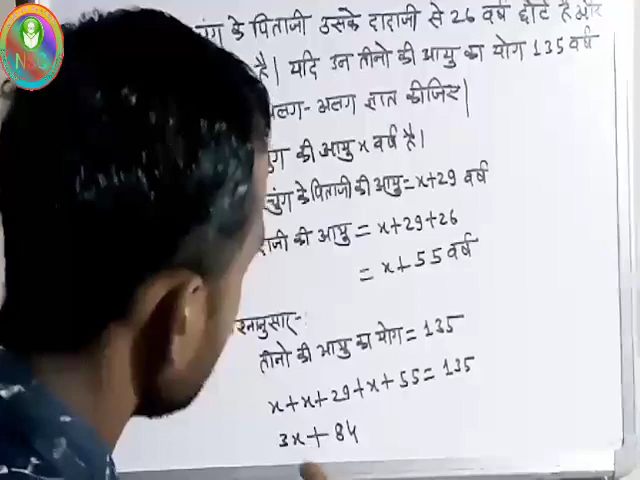 NSC
के पिताजी उसके दादाजी से 26 वर्ष छोटे है और
है। यदि उन तीनो की आयु का योग 135 वर्ष
अलग-अलग ज्ञात कीजिए।
की आयु x वर्ष है।
चुंग के पिताजी की आयु = x+29 वर्ष
दादाजी की आयु = x+29+26
= x+55 वर्ष
प्रश्नानुसार-:
तीनो की आयु का योग = 135
x+x+29+x+55=135
3x+84